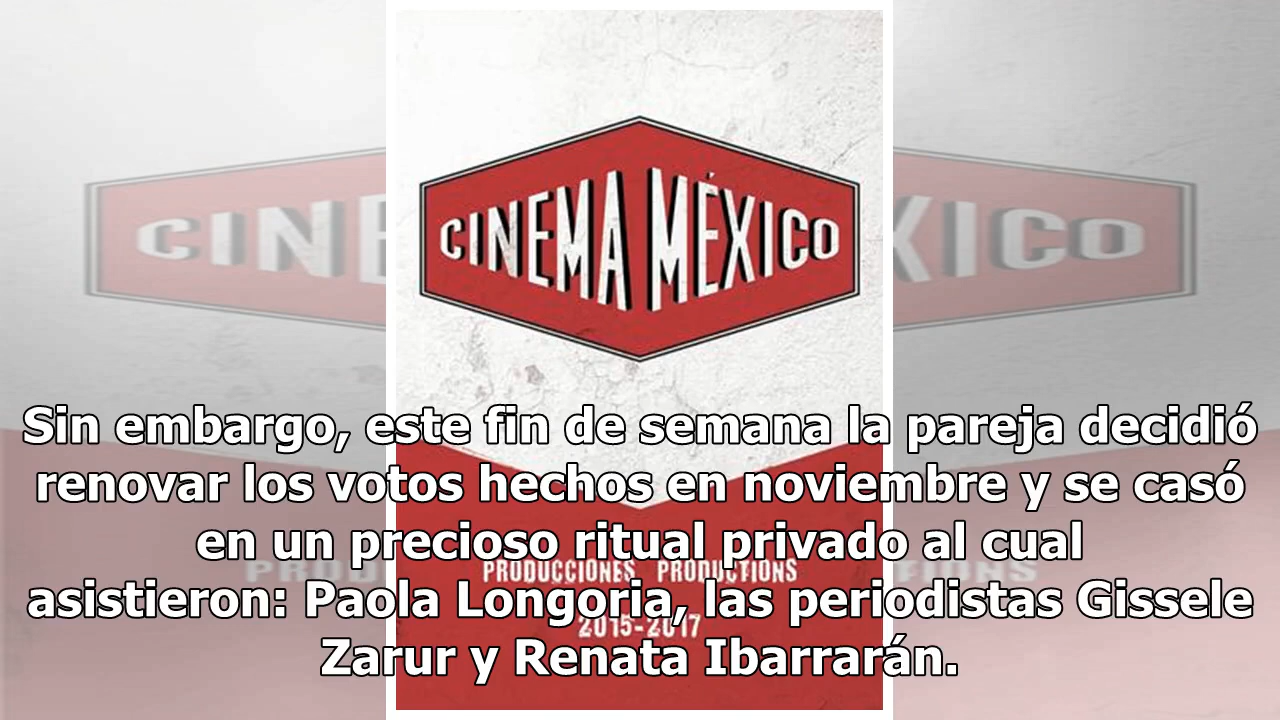 CINEMA MÉXICO
Sin embargo, este fin de semana la pareja decidió
renovar los votos hechos en noviembre y se casó
en un precioso ritual privado al cual
PRODUCCIONES PRODUCTIONS
asistieron: Paola Longoria, las periodistas Gissele
2015-2017
Zarur y Renata Ibarrarán.